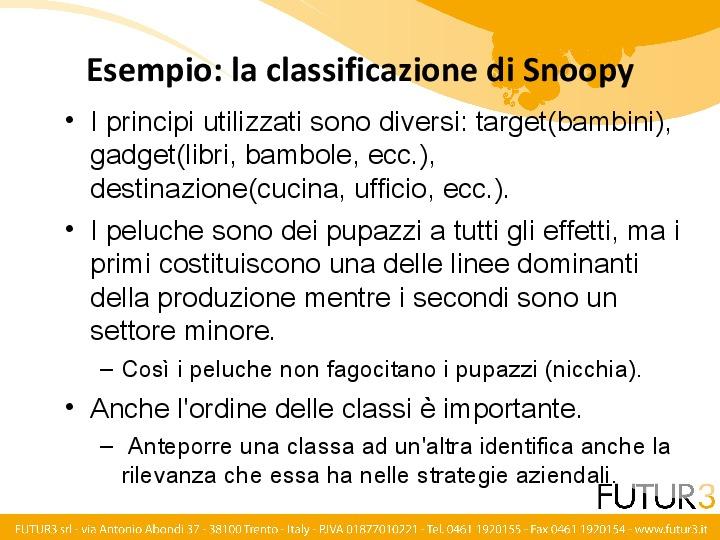 Esempio: la classificazione di Snoopy
• I principi utilizzati sono diversi: target(bambini),
gadget(libri, bambole, ecc.),
destinazione(cucina, ufficio, ecc.).
• I peluche sono dei pupazzi a tutti gli effetti, ma i
primi costituiscono una delle linee dominanti
della produzione mentre i secondi sono un
settore minore.
– Così i peluche non fagocitano i pupazzi (nicchia).
• Anche l'ordine delle classi è importante.
– Anteporre una classa ad un'altra identifica anche la
rilevanza che essa ha nelle strategie aziendali.
FUTUR3
FUTUR3 srl - via Antonio Abondi 37 - 38100 Trento - Italy - P.IVA 01877010221 - Tel. 0461 1920155 - Fax 0461 1920154 - www.futur3.it